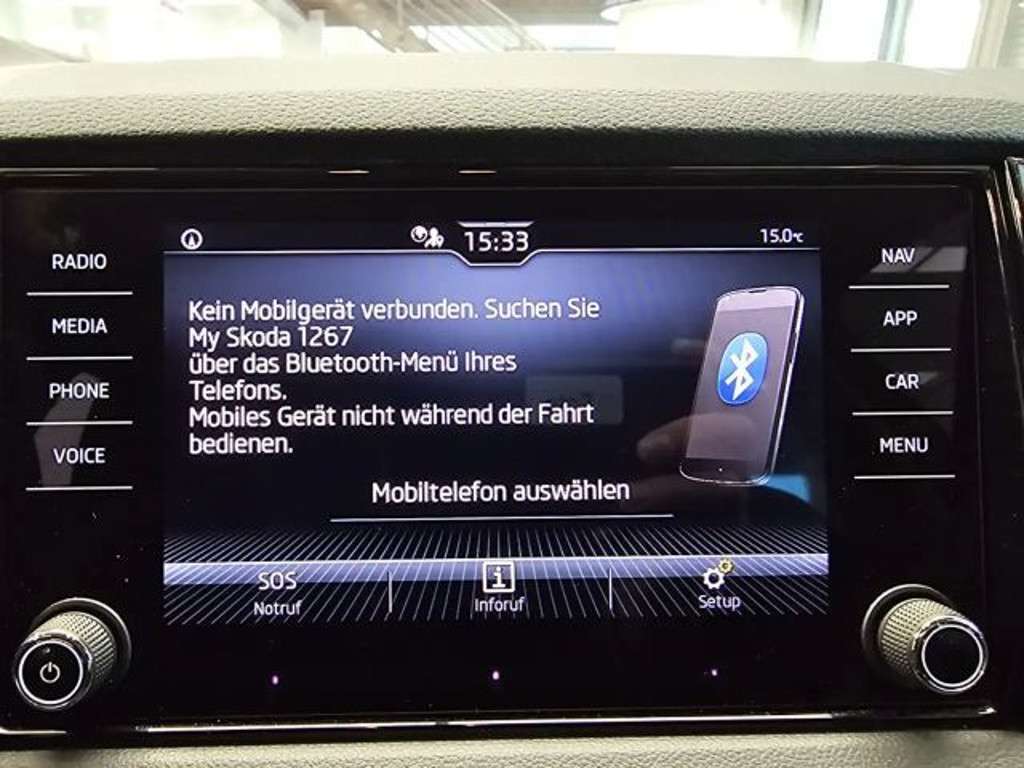 15:33
15.0°C
RADIO
MEDIA
PHONE
VOICE
Kein Mobilgerät verbunden. Suchen Sie
My Skoda 1267
über das Bluetooth-Menü Ihres
Telefons.
Mobiles Gerät nicht während der Fahrt
bedienen.
Mobiltelefon auswählen
SOS
Notruf
i
Inforuf
Setup
NAV
APP
CAR
MENU